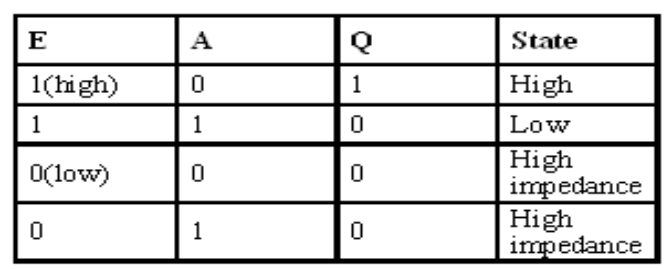 E A Q State
1(high) 0 1 High
1 1 0 Low
0(low) 0 0 High impedance
0 1 0 High impedance